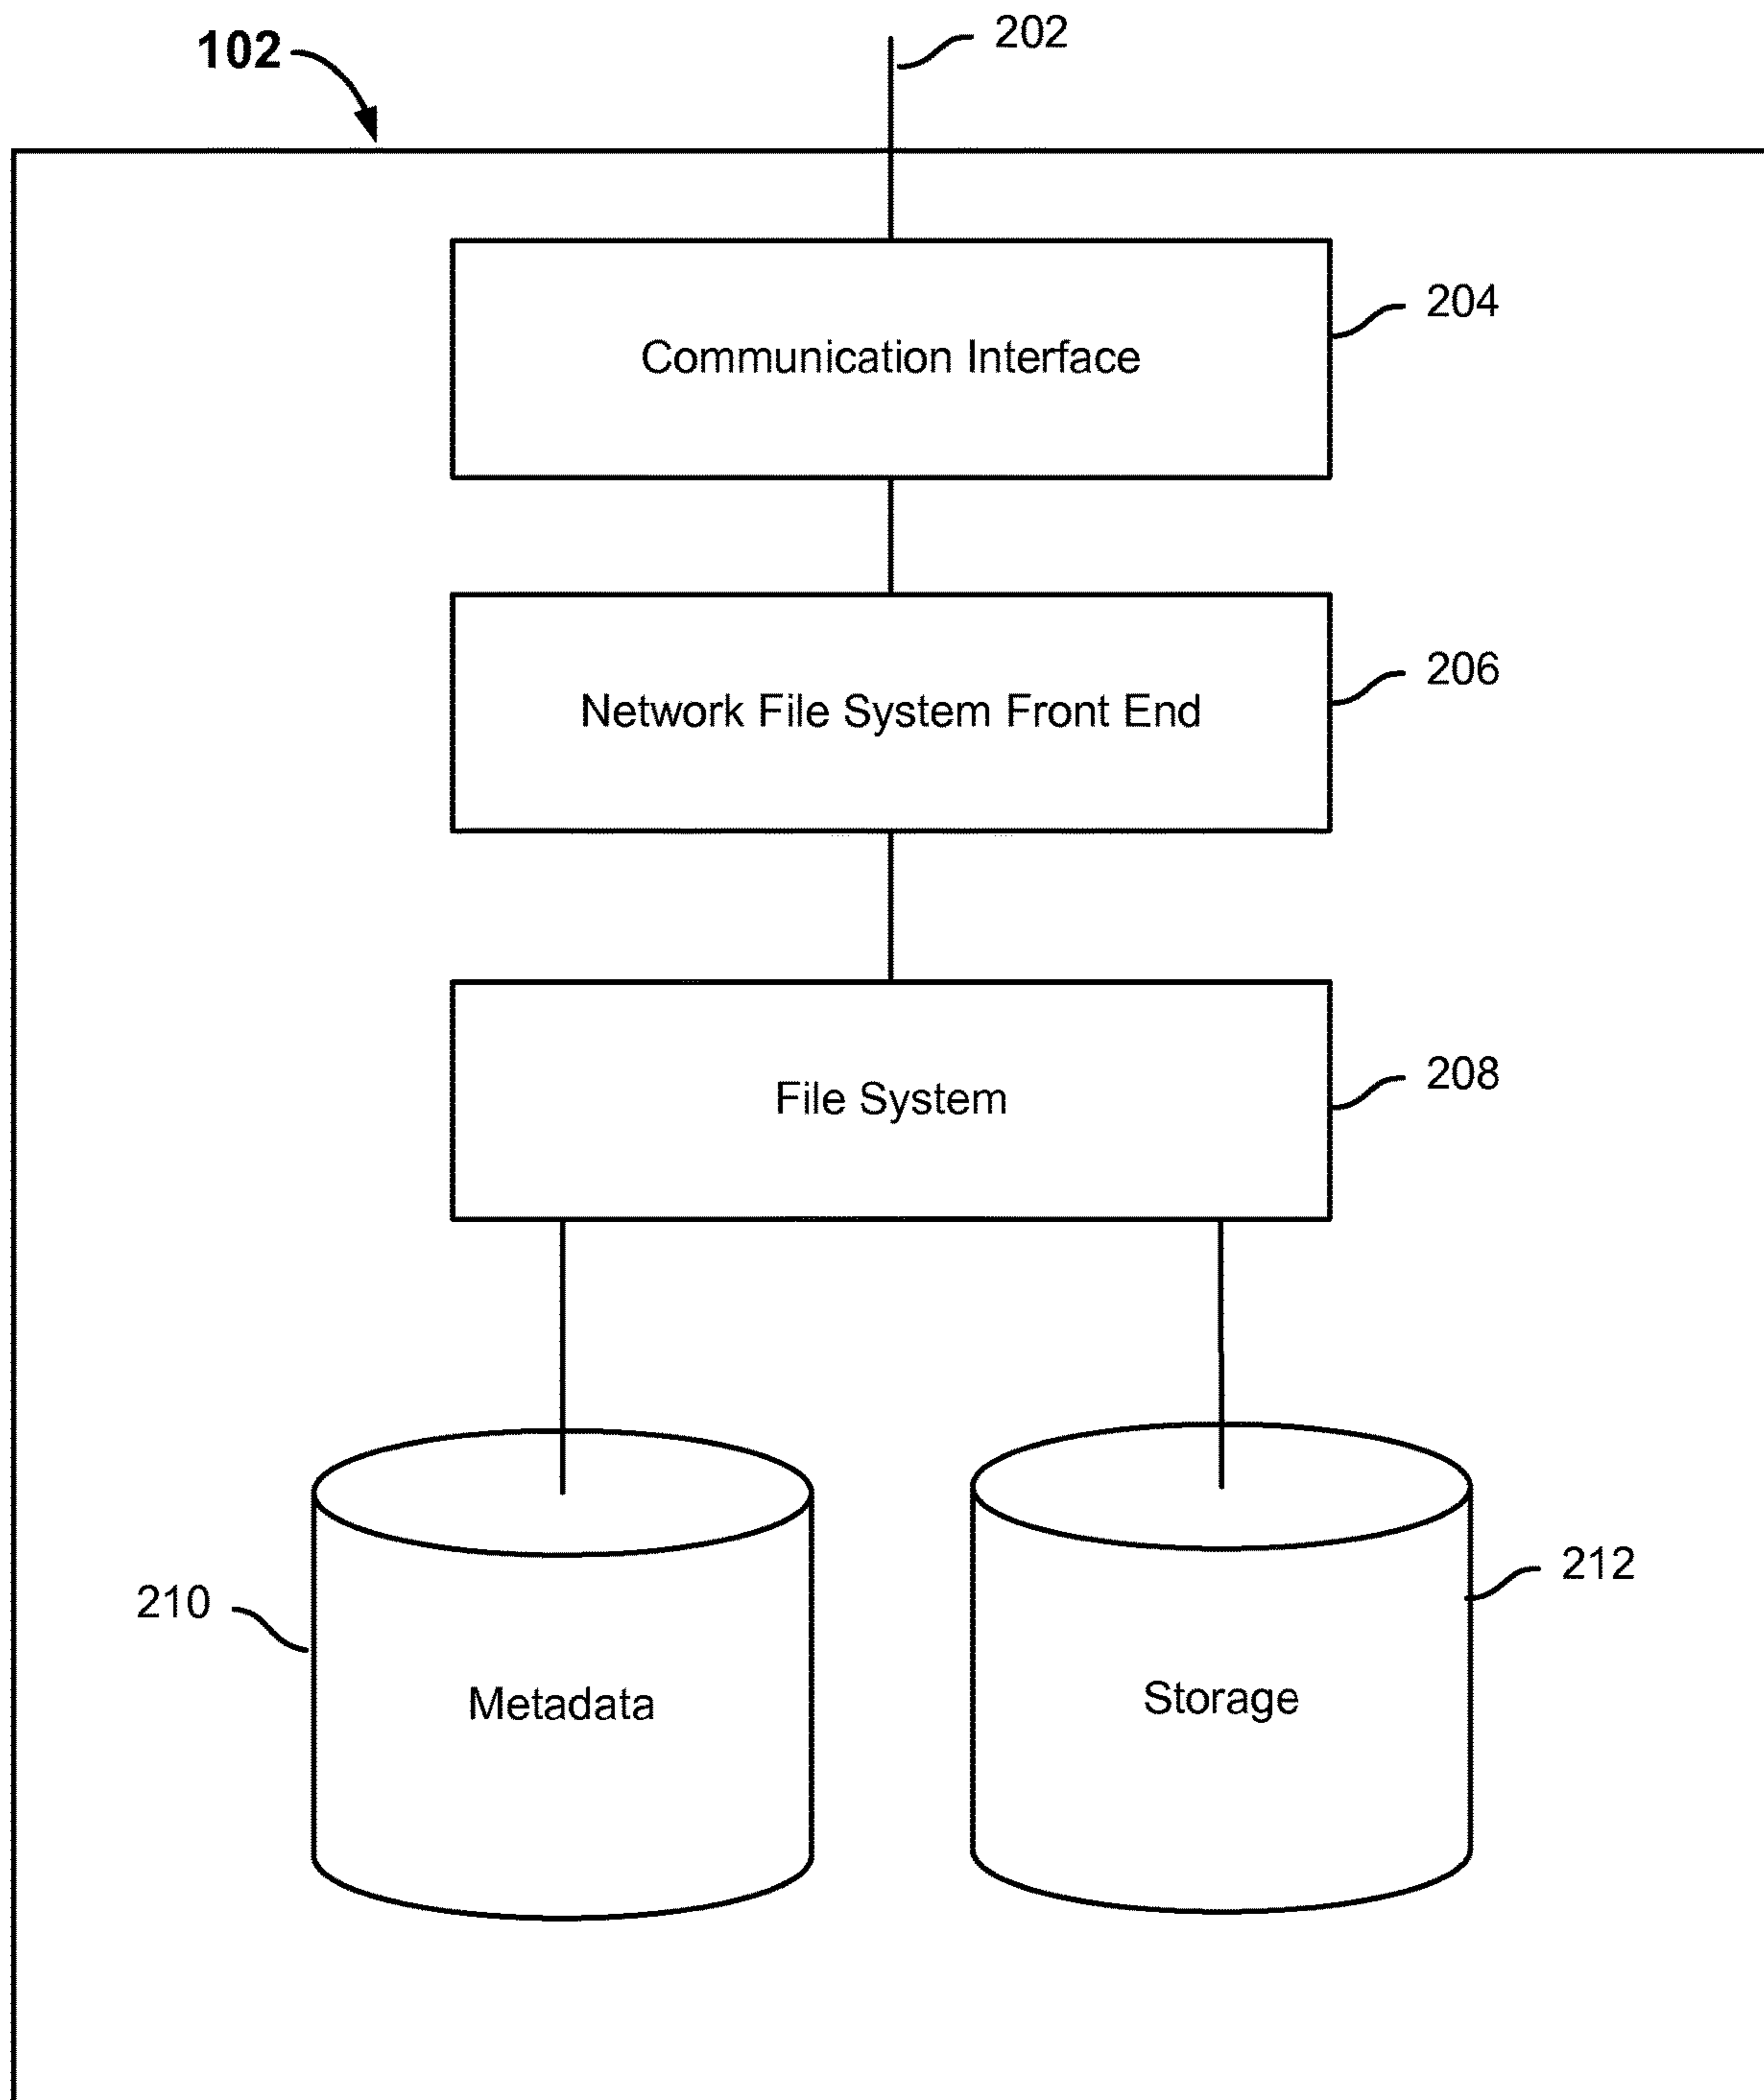 202
102
204
Communication Interface
206
Network File System Front End
208
File System
212
210
Metadata
Storage